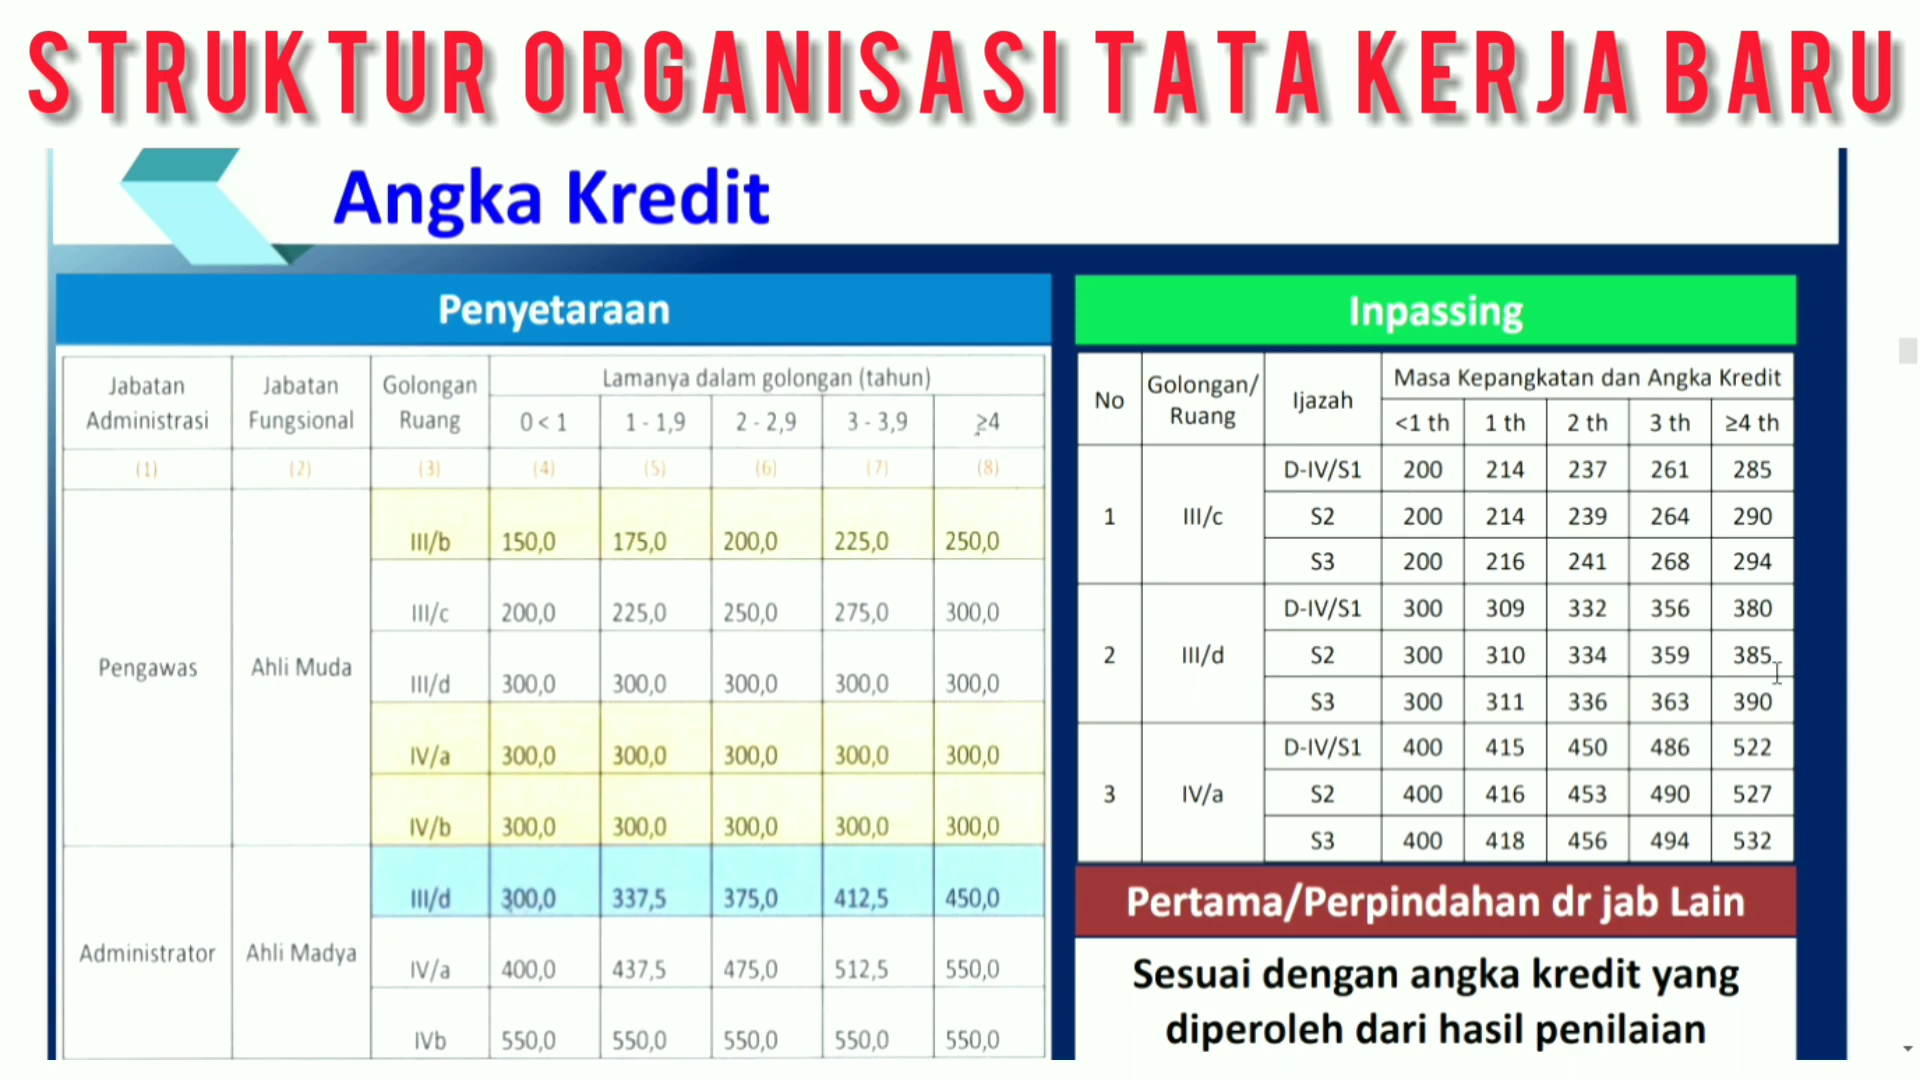 STRUKTUR ORGANISASI TATA KERJA BARU
Angka Kredit
Penyetaraan
Jabatan Administrasi Jabatan Fungsional Golongan Ruang Lamanya dalam golongan (tahun)
0 < 1 1 - 1,9 2 - 2,9 3 - 3,9 ≥4
(1) (2) (3) (4) (5) (6) (7) (8)
Pengawas Ahli Muda
III/b 150,0 175,0 200,0 225,0 250,0
III/c 200,0 225,0 250,0 275,0 300,0
III/d 300,0 300,0 300,0 300,0 300,0
IV/a 300,0 300,0 300,0 300,0 300,0
IV/b 300,0 300,0 300,0 300,0 300,0
Administrator Ahli Madya
III/d 300,0 337,5 375,0 412,5 450,0
IV/a 400,0 437,5 475,0 512,5 550,0
IVb 550,0 550,0 550,0 550,0 550,0
Inpassing
No Golongan/ Ruang Ijazah Masa Kepangkatan dan Angka Kredit
<1 th 1 th 2 th 3 th ≥4 th
1 III/c
D-IV/S1 200 214 237 261 285
S2 200 214 239 264 290
S3 200 216 241 268 294
2 III/d
D-IV/S1 300 309 332 356 380
S2 300 310 334 359 385
S3 300 311 336 363 390
3 IV/a
D-IV/S1 400 415 450 486 522
S2 400 416 453 490 527
S3 400 418 456 494 532
Pertama/Perpindahan dr jab Lain
Sesuai dengan angka kredit yang
diperoleh dari hasil penilaian